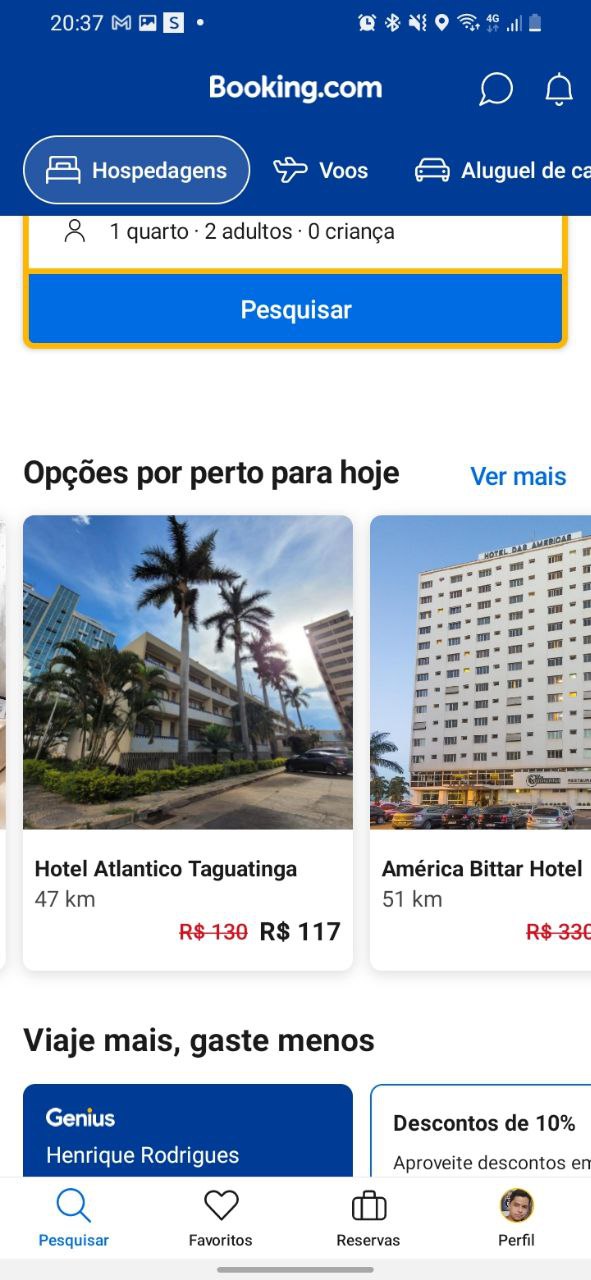 20:37
4G
Booking.com
Hospedagens
Voos
Aluguel de ca
1 quarto · 2 adultos · 0 criança
Pesquisar
Opções por perto para hoje
Ver mais
HOTEL DAS AMERICAS
Hotel Atlantico Taguatinga
47 km
R$ 130 R$ 117
América Bittar Hotel
51 km
R$ 330
Viaje mais, gaste menos
Genius
Henrique Rodrigues
Descontos de 10%
Aproveite descontos em
Pesquisar
Favoritos
Reservas
Perfil